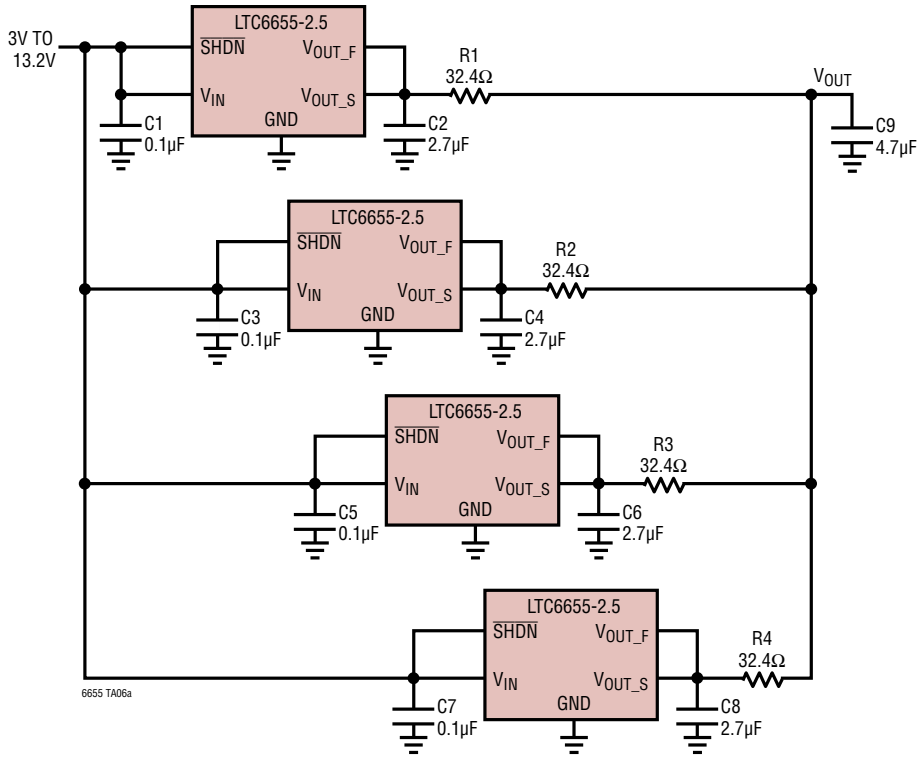 3V TO
13.2V
LTC6655-2.5
SHDN
VOUT_F
VIN
VOUT_S
GND
C1
0.1µF
C2
2.7µF
R1
32.4Ω
VOUT
C9
4.7µF
LTC6655-2.5
SHDN
VOUT_F
VIN
VOUT_S
GND
C3
0.1µF
C4
2.7µF
R2
32.4Ω
LTC6655-2.5
SHDN
VOUT_F
VIN
VOUT_S
GND
C5
0.1µF
C6
2.7µF
R3
32.4Ω
LTC6655-2.5
SHDN
VOUT_F
VIN
VOUT_S
GND
C7
0.1µF
C8
2.7µF
R4
32.4Ω
6655 TA06a